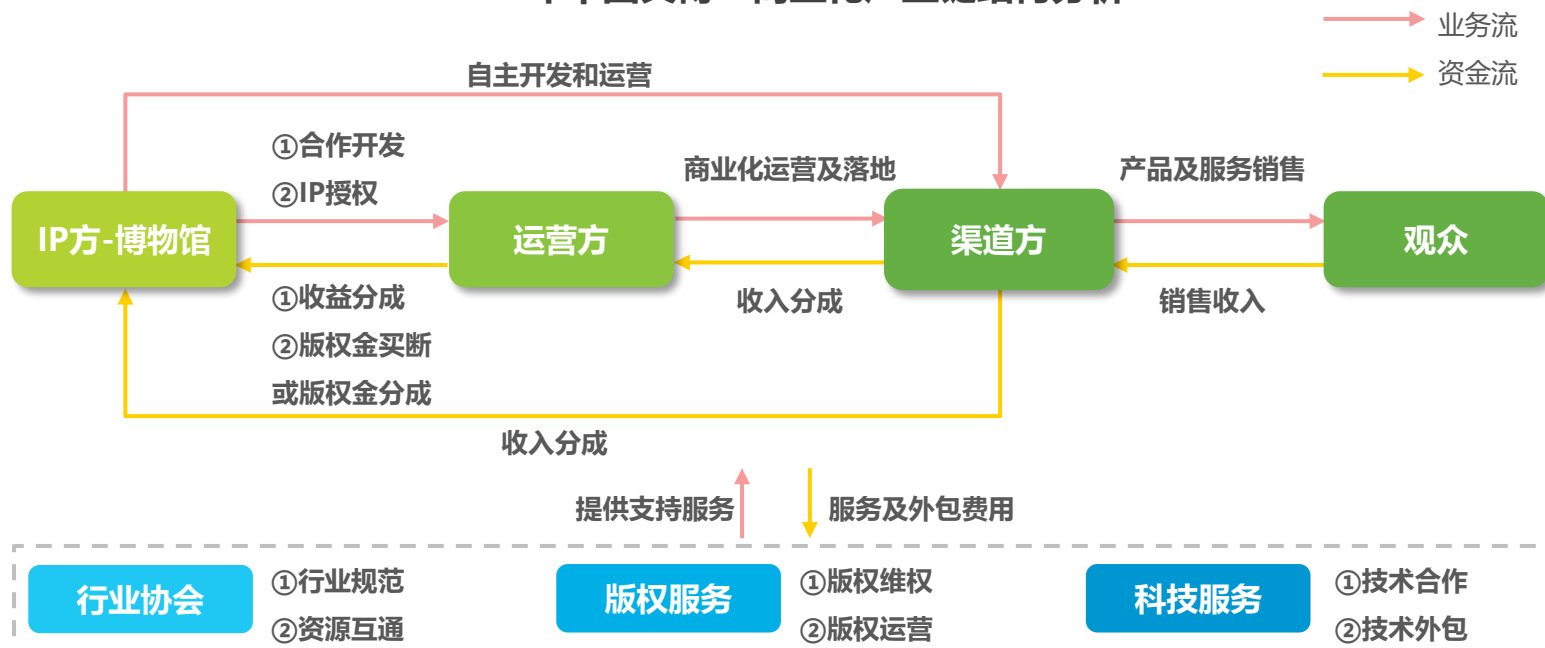 业务流
资金流
自主开发和运营
①合作开发
②IP授权
商业化运营及落地
产品及服务销售
IP方-博物馆
运营方
渠道方
观众
①收益分成
②版权金买断
或版权金分成
收入分成
销售收入
收入分成
提供支持服务
服务及外包费用
行业协会
①行业规范
②资源互通
版权服务
①版权维权
②版权运营
科技服务
①技术合作
②技术外包